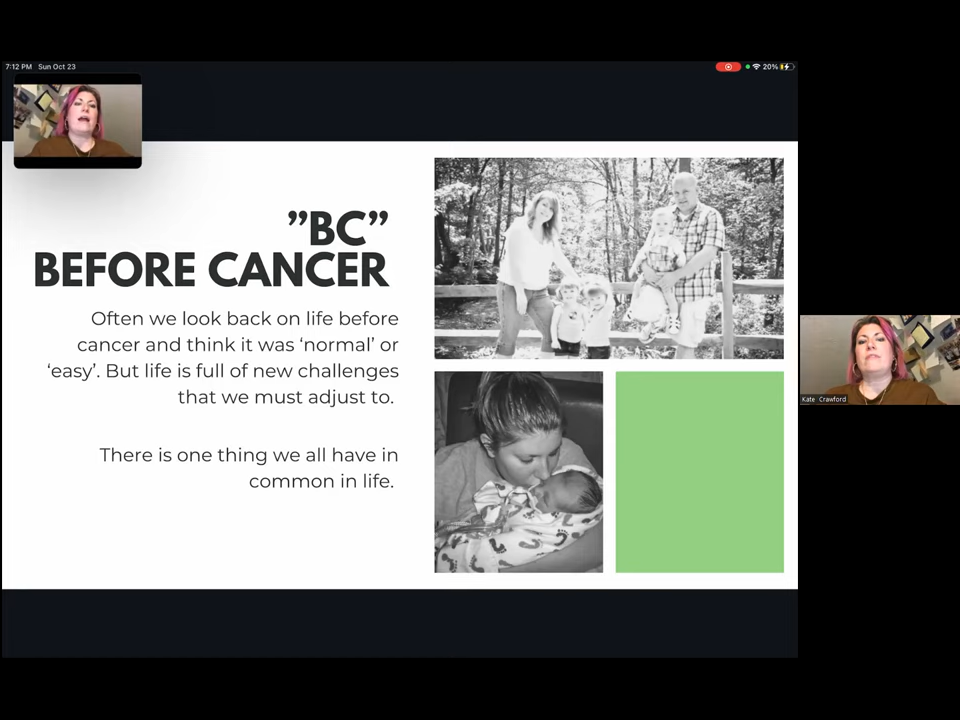 7:12 PM Sun Oct 23
20%
”BC”
BEFORE CANCER
Often we look back on life before
cancer and think it was ‘normal’ or
‘easy’. But life is full of new challenges
that we must adjust to.
There is one thing we all have in
common in life.
Kate Crawford